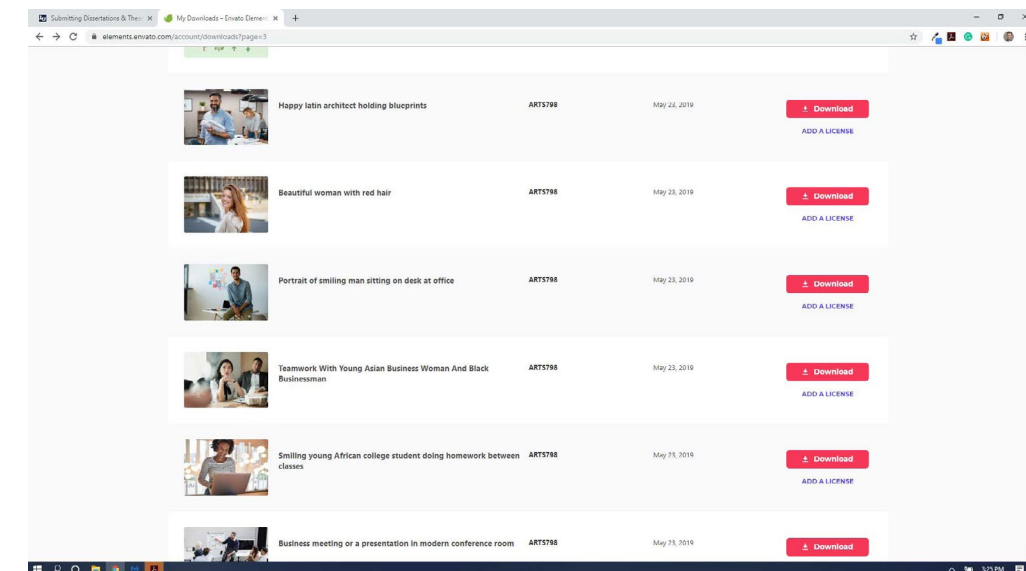 Submitting Dissertations & Thes
My Downloads – Envato Element
elements.envato.com/account/downloads?page=3
Happy latin architect holding blueprints ARTS798 May 23, 2019 Download
ADD A LICENSE
Beautiful woman with red hair ARTS798 May 23, 2019 Download
ADD A LICENSE
Portrait of smiling man sitting on desk at office ARTS798 May 23, 2019 Download
ADD A LICENSE
Teamwork With Young Asian Business Woman And Black ARTS798 May 23, 2019 Download
Businessman
ADD A LICENSE
Smiling young African college student doing homework between ARTS798 May 23, 2019 Download
classes
ADD A LICENSE
Business meeting or a presentation in modern conference room ARTS798 May 23, 2019 Download
3:25 PM